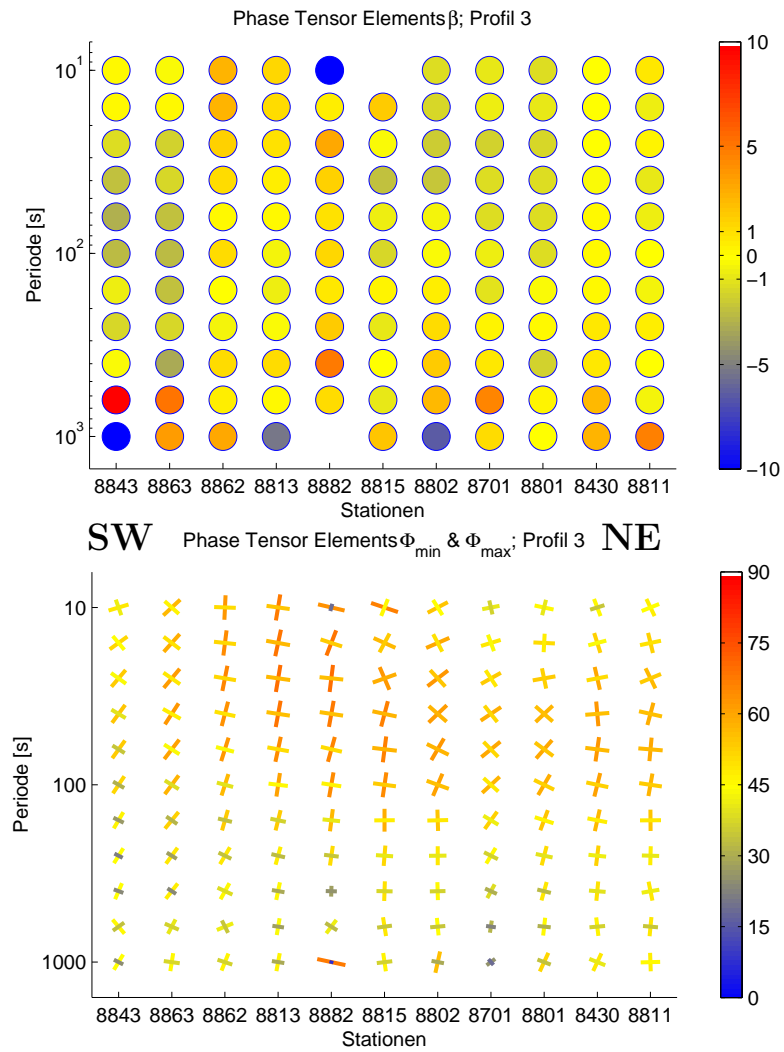 Phase Tensor Elements β; Profil 3
10¹
10²
10³
Periode [s]
8843 8863 8862 8813 8882 8815 8802 8701 8801 8430 8811
Stationen
10
5
1
0
−1
−5
−10
SW Phase Tensor Elements Φmin & Φmax; Profil 3 NE
10
100
1000
Periode [s]
8843 8863 8862 8813 8882 8815 8802 8701 8801 8430 8811
Stationen
90
75
60
45
30
15
0